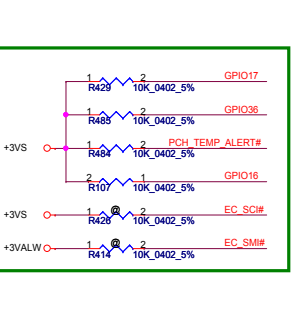 1 2 GPIO17
R429 10K_0402_5%
1 2 GPIO36
R485 10K_0402_5%
+3VS 1 2 PCH_TEMP_ALERT#
R484 10K_0402_5%
2 1 GPIO16
R107 10K_0402_5%
+3VS 1 @ 2 EC_SCI#
R426 10K_0402_5%
+3VALW 1 @ 2 EC_SMI#
R414 10K_0402_5%